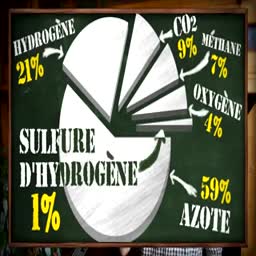 HYDROGÈNE
21%
CO2
9%
MÉTHANE
7%
OXYGÈNE
4%
SULFURE
D'HYDROGÈNE
1%
59%
AZOTE